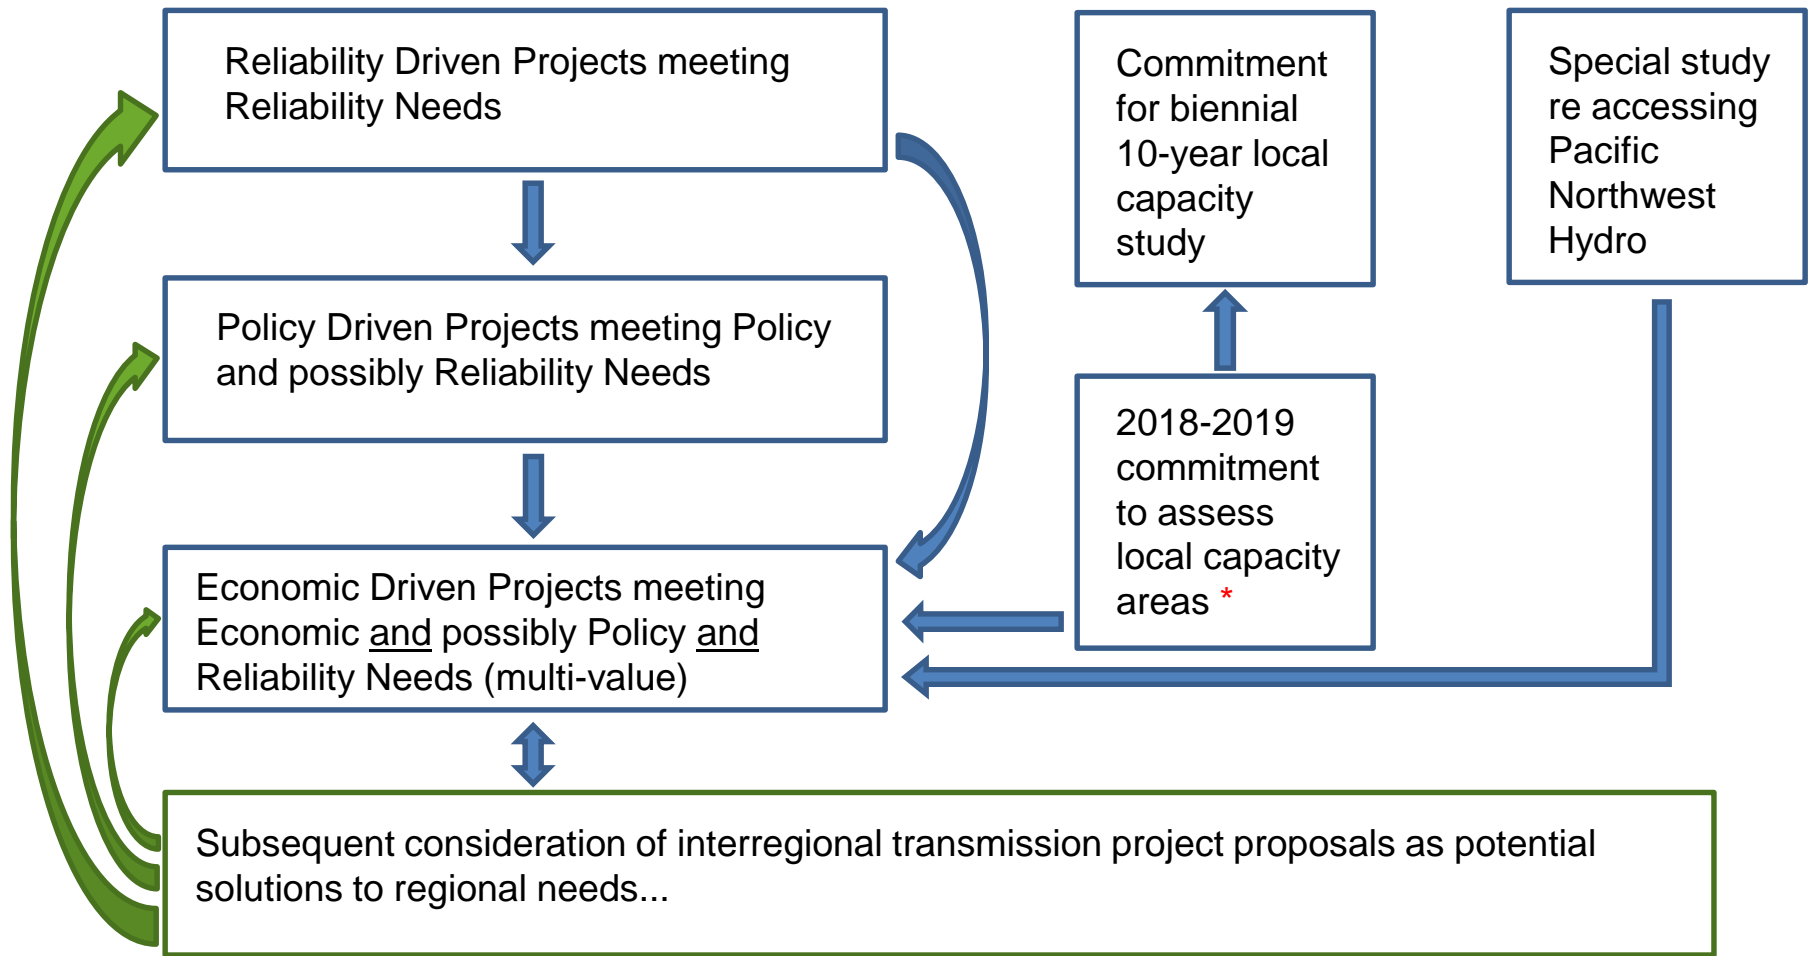 Reliability Driven Projects meeting
Reliability Needs
Policy Driven Projects meeting Policy
and possibly Reliability Needs
Economic Driven Projects meeting
Economic and possibly Policy and
Reliability Needs (multi-value)
Commitment
for biennial
10-year local
capacity
study
2018-2019
commitment
to assess
local capacity
areas *
Special study
re accessing
Pacific
Northwest
Hydro
Subsequent consideration of interregional transmission project proposals as potential
solutions to regional needs...